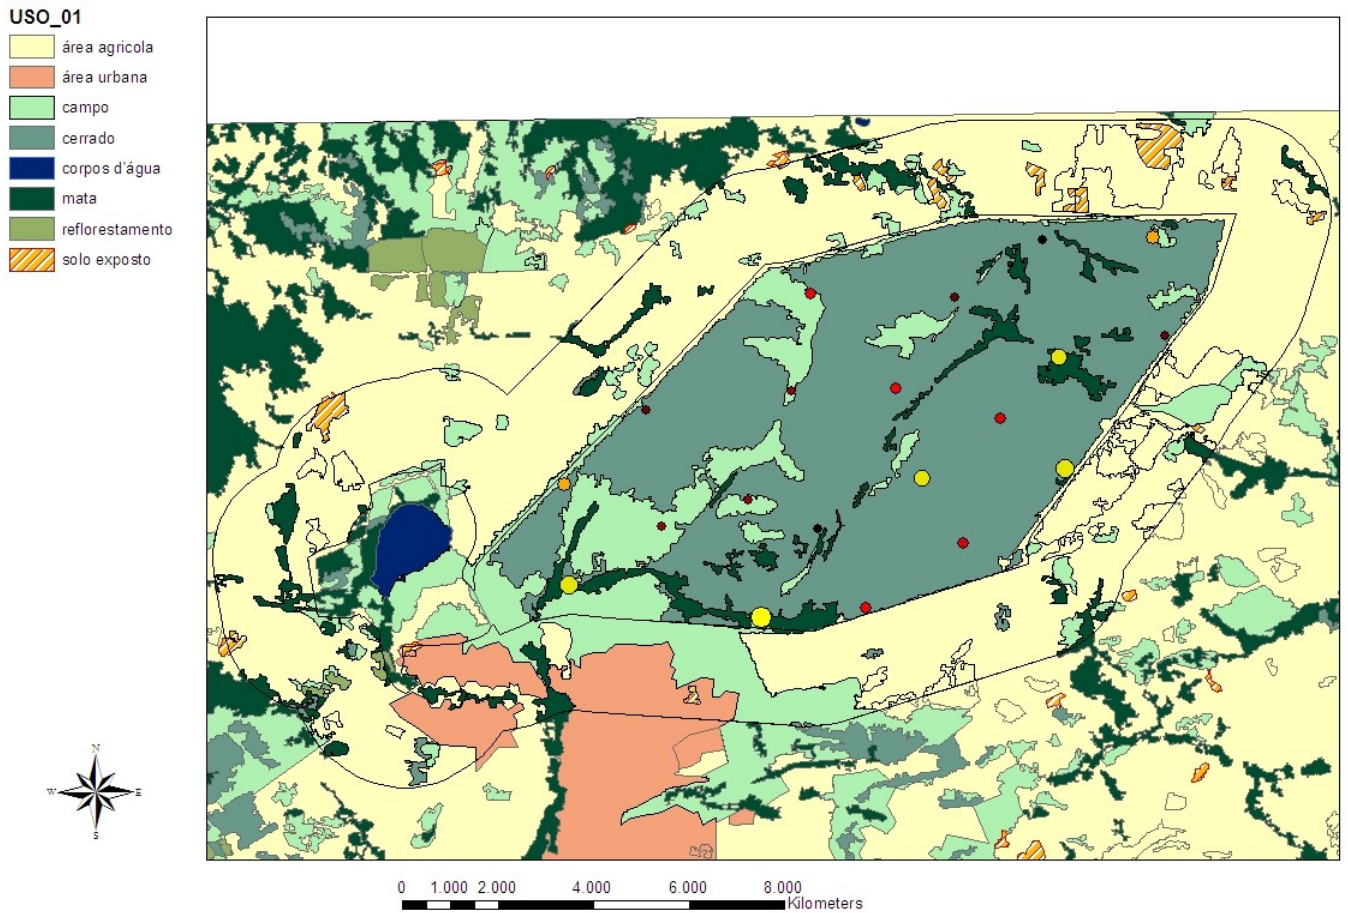 USO_01
área agricola
área urbana
campo
cerrado
corpos d'água
mata
reflorestamento
solo exposto
N
W E
S
0 1.000 2.000 4.000 6.000 8.000
Kilometers